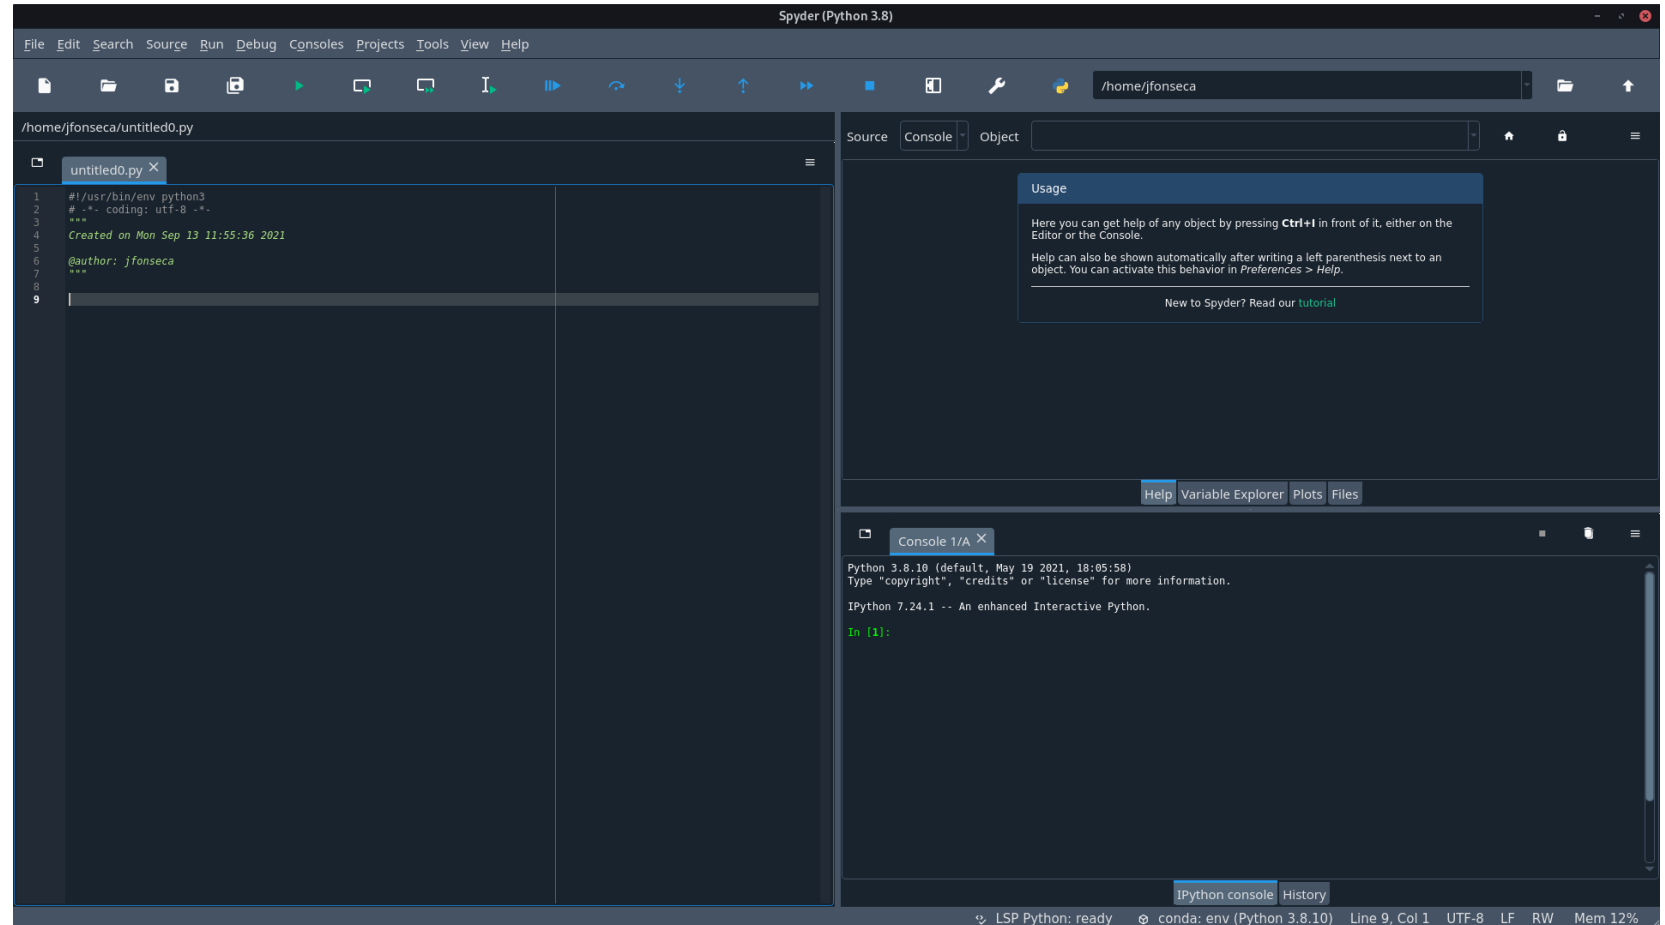 Spyder (Python 3.8)
File Edit Search Source Run Debug Consoles Projects Tools View Help
/home/jfonseca
/home/jfonseca/untitled0.py
untitled0.py
1 #!/usr/bin/env python3
2 # -*- coding: utf-8 -*-
3 """
4 Created on Mon Sep 13 11:55:36 2021
5
6 @author: jfonseca
7 """
8
9
Source Console Object
Usage
Here you can get help of any object by pressing Ctrl+I in front of it, either on the
Editor or the Console.
Help can also be shown automatically after writing a left parenthesis next to an
object. You can activate this behavior in Preferences > Help.
New to Spyder? Read our tutorial
Help Variable Explorer Plots Files
Console 1/A
Python 3.8.10 (default, May 19 2021, 18:05:58)
Type "copyright", "credits" or "license" for more information.
IPython 7.24.1 -- An enhanced Interactive Python.
In [1]:
IPython console History
LSP Python: ready conda: env (Python 3.8.10) Line 9, Col 1 UTF-8 LF RW Mem 12%